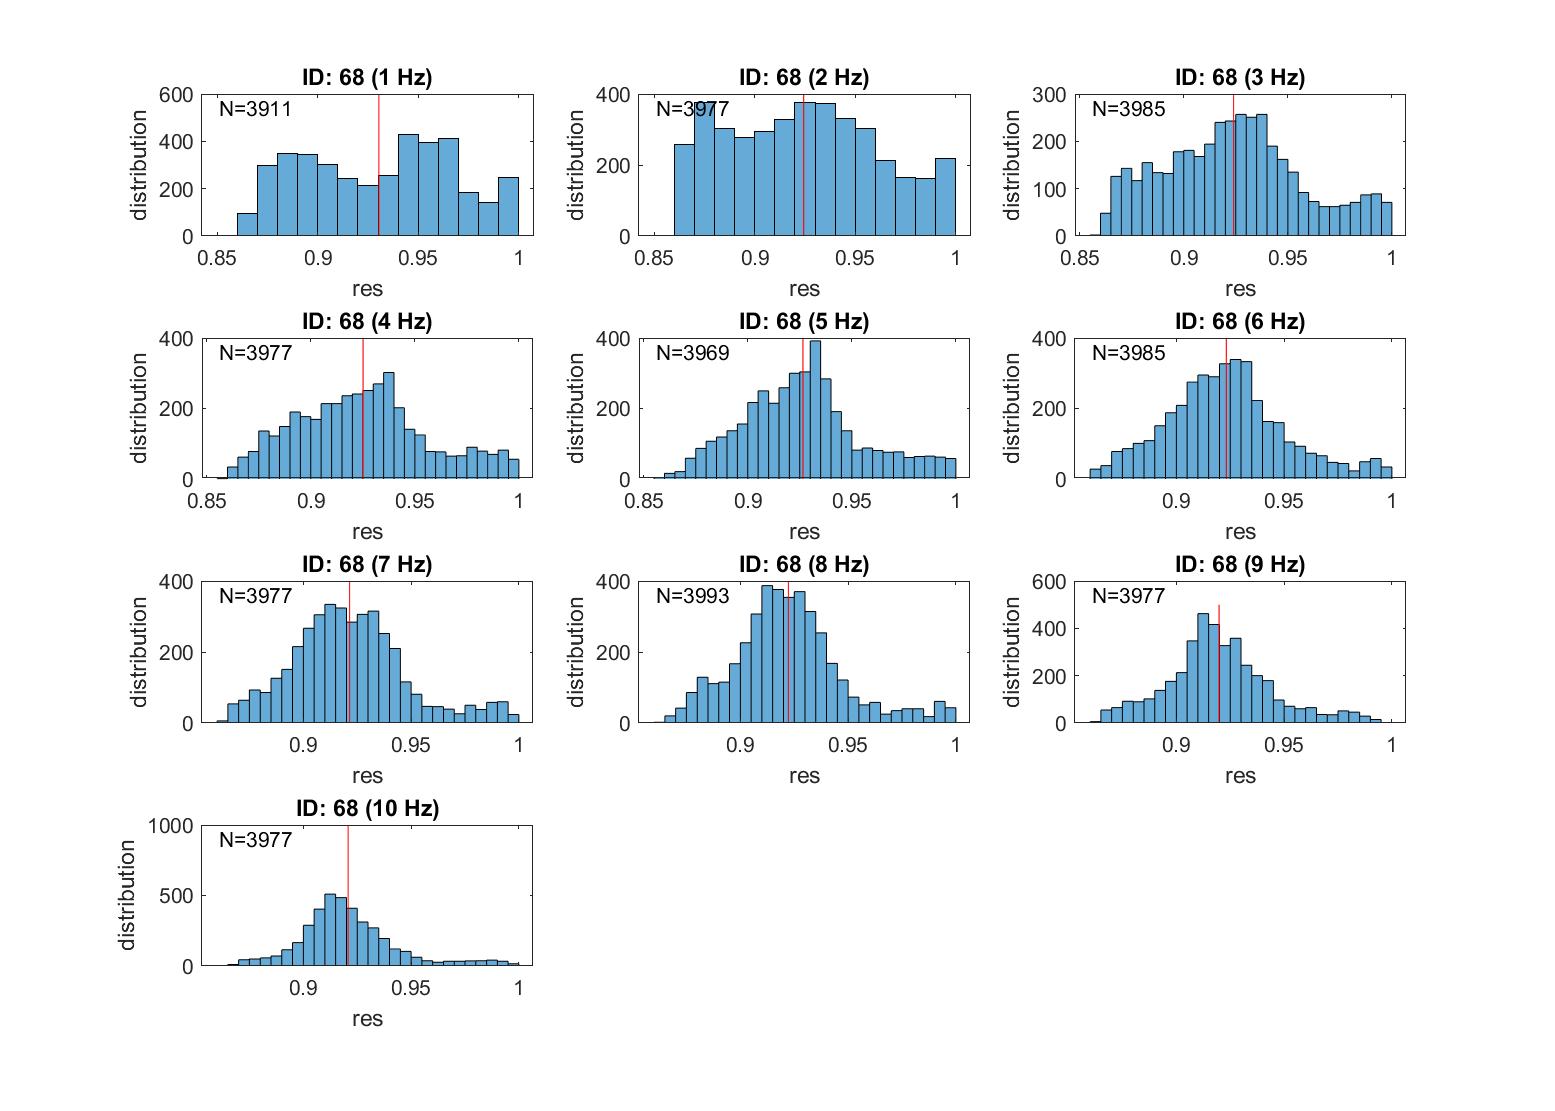 ID: 68 (1 Hz)
N=3911
distribution
600
400
200
0
0.85 0.9 0.95 1
res
ID: 68 (2 Hz)
N=3977
distribution
400
200
0
0.85 0.9 0.95 1
res
ID: 68 (3 Hz)
N=3985
distribution
300
200
100
0
0.85 0.9 0.95 1
res
ID: 68 (4 Hz)
N=3977
distribution
400
200
0
0.85 0.9 0.95 1
res
ID: 68 (5 Hz)
N=3969
distribution
400
200
0
0.85 0.9 0.95 1
res
ID: 68 (6 Hz)
N=3985
distribution
400
200
0
0.9 0.95 1
res
ID: 68 (7 Hz)
N=3977
distribution
400
200
0
0.9 0.95 1
res
ID: 68 (8 Hz)
N=3993
distribution
400
200
0
0.9 0.95 1
res
ID: 68 (9 Hz)
N=3977
distribution
600
400
200
0
0.9 0.95 1
res
ID: 68 (10 Hz)
N=3977
distribution
1000
500
0
0.9 0.95 1
res